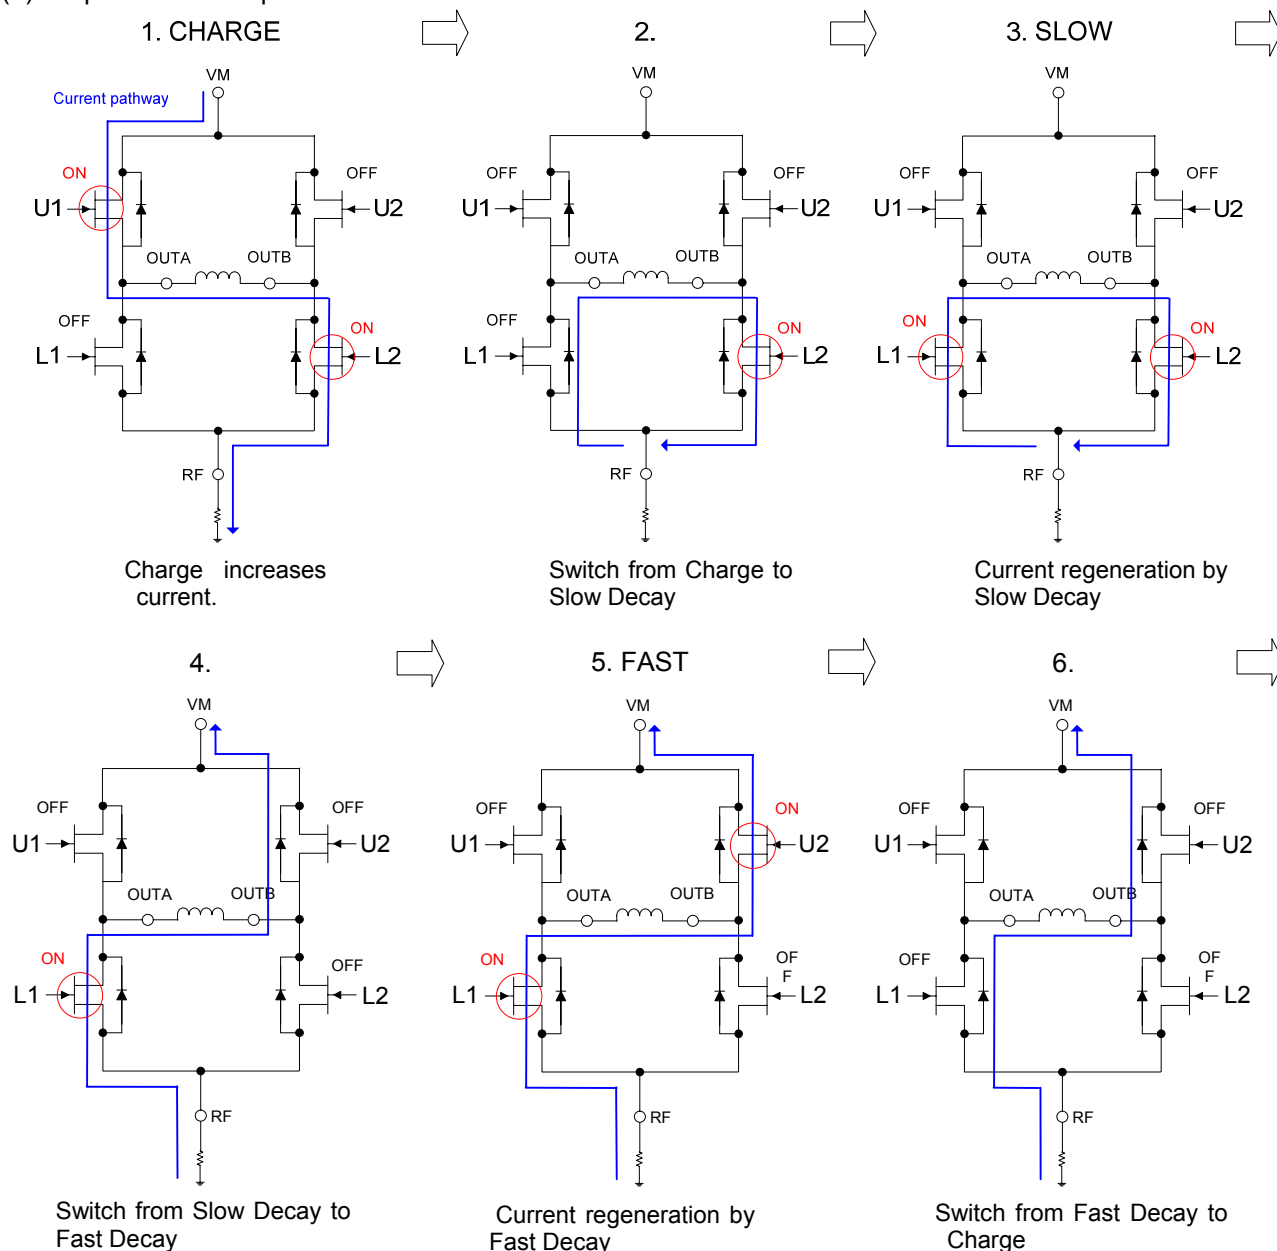 1. CHARGE
2.
3. SLOW
VM
VM
VM
Current pathway
ON
OFF
OFF
OFF
OFF
OFF
U1
U2
U1
U2
U1
U2
OUTA
OUTB
OUTA
OUTB
OUTA
OUTB
OFF
ON
OFF
ON
ON
ON
L1
L2
L1
L2
L1
L2
RF
RF
RF
Charge increases
current.
Switch from Charge to
Slow Decay
Current regeneration by
Slow Decay
4.
5. FAST
6.
VM
VM
VM
OFF
OFF
OFF
ON
OFF
OFF
U1
U2
U1
U2
U1
U2
OUTA
OUTB
OUTA
OUTB
OUTA
OUTB
ON
OFF
ON
OF
F
OFF
OFF
L1
L2
L1
L2
L1
L2
RF
RF
RF
Switch from Slow Decay to
Fast Decay
Current regeneration by
Fast Decay
Switch from Fast Decay to
Charge